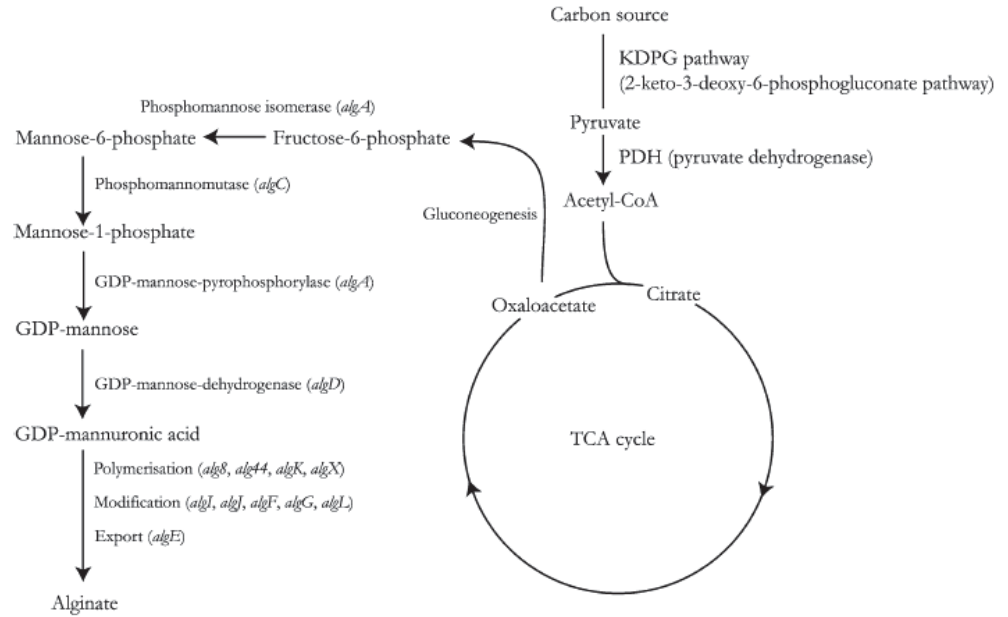 Carbon source
KDPG pathway
(2-keto-3-deoxy-6-phosphogluconate pathway)
Phosphomannose isomerase (algA)
Pyruvate
Mannose-6-phosphate
Fructose-6-phosphate
PDH (pyruvate dehydrogenase)
Phosphomannomutase (algC)
Acetyl-CoA
Gluconeogenesis
Mannose-1-phosphate
GDP-mannose-pyrophosphorylase (algA)
Oxaloacetate
Citrate
GDP-mannose
GDP-mannose-dehydrogenase (algD)
GDP-mannuronic acid
TCA cycle
Polymerisation (alg8, alg44, algK, algX)
Modification (algI, algJ, algF, algG, algL)
Export (algE)
Alginate